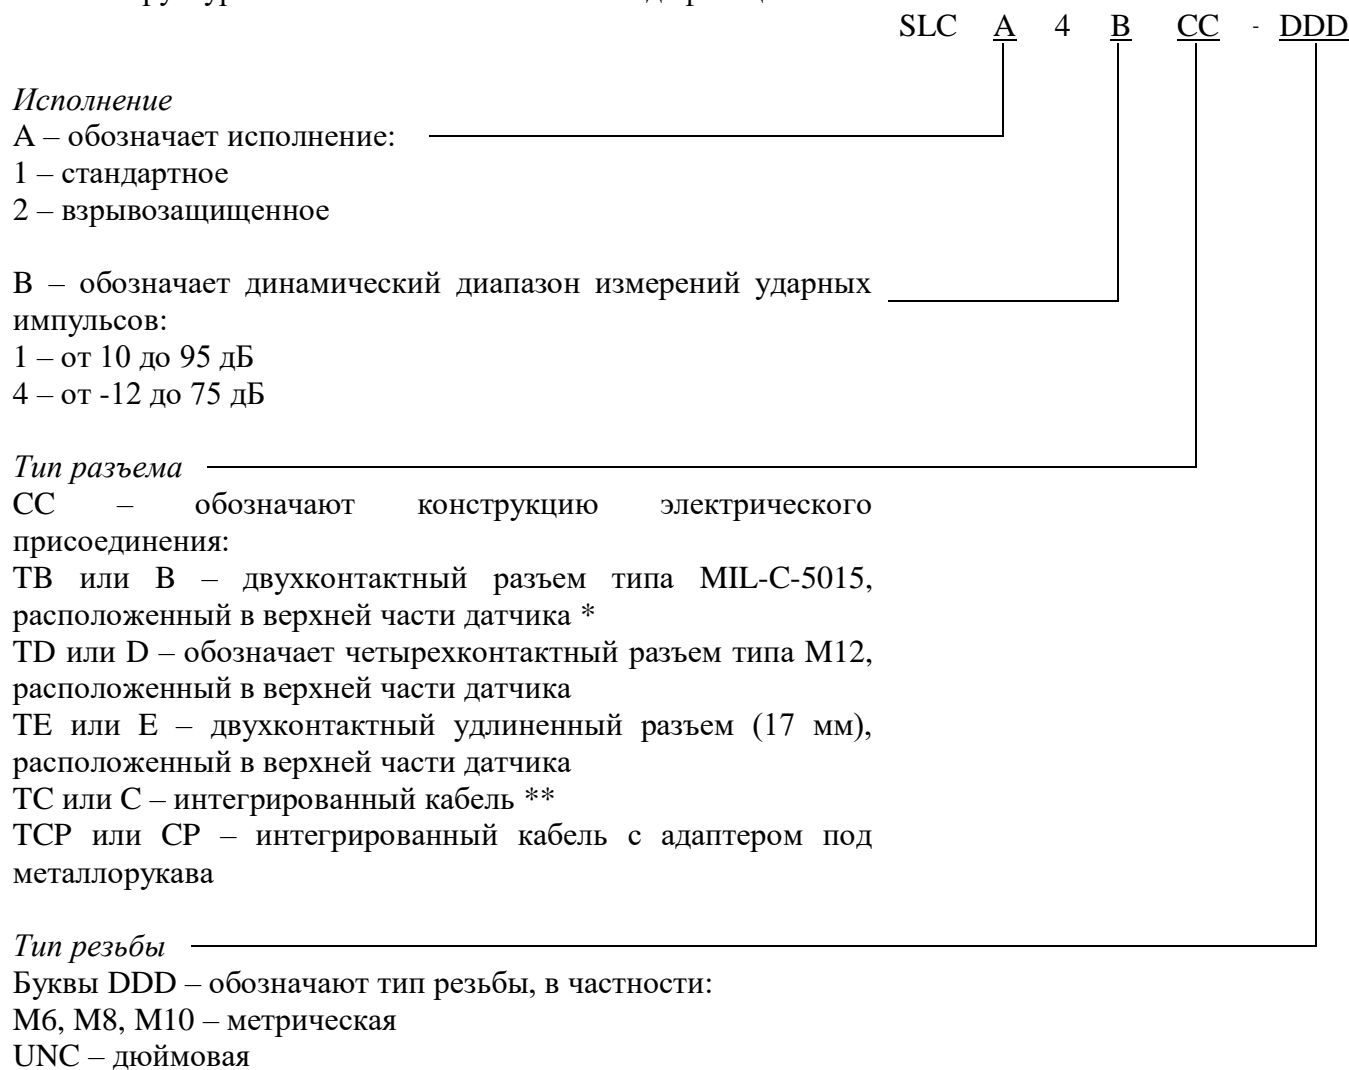 SLC A 4 B CC - DDD
Исполнение
А – обозначает исполнение:
1 – стандартное
2 – взрывозащищенное
В – обозначает динамический диапазон измерений ударных
импульсов:
1 – от 10 до 95 дБ
4 – от -12 до 75 дБ
Тип разъема
СС – обозначают конструкцию электрического
присоединения:
ТВ или В – двухконтактный разъем типа MIL-C-5015,
расположенный в верхней части датчика *
TD или D – обозначает четырехконтактный разъем типа М12,
расположенный в верхней части датчика
ТЕ или Е – двухконтактный удлиненный разъем (17 мм),
расположенный в верхней части датчика
ТС или С – интегрированный кабель **
ТСР или СР – интегрированный кабель с адаптером под
металлорукава
Тип резьбы
Буквы DDD – обозначают тип резьбы, в частности:
М6, М8, М10 – метрическая
UNC – дюймовая